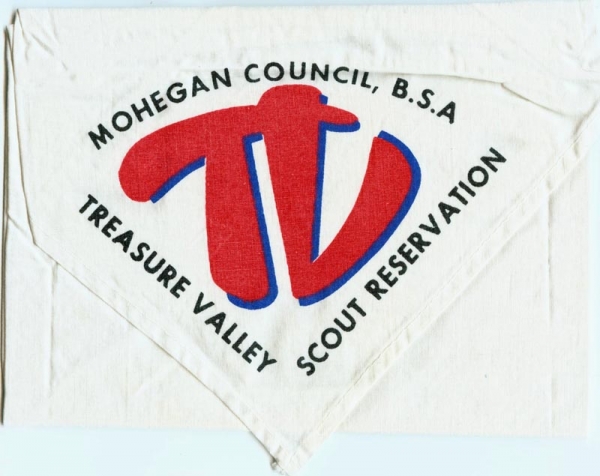 MOHEGAN COUNCIL, B.S.A
TV
TREASURE VALLEY
SCOUT RESERVATION